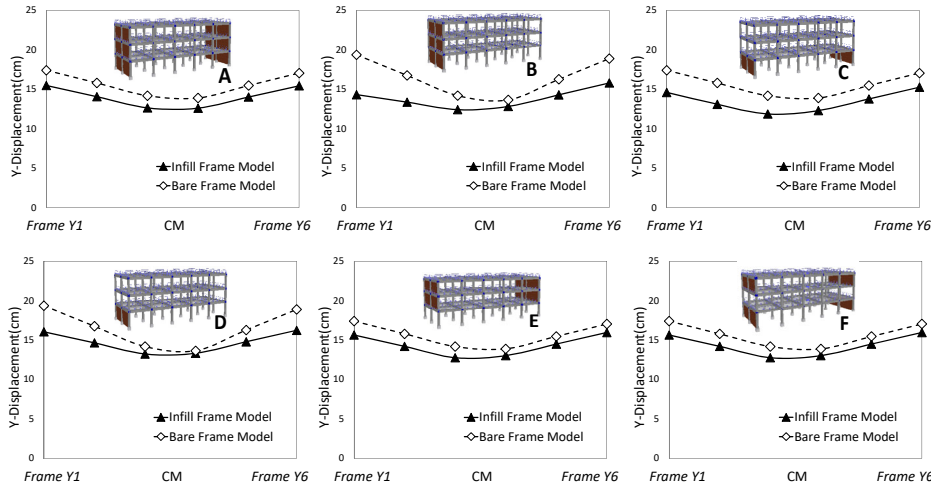 25
20
15
10
5
0
Y-Displacement(cm)
A
Infill Frame Model
Bare Frame Model
Frame Y1 CM Frame Y6
25
20
15
10
5
0
Y-Displacement(cm)
B
Infill Frame Model
Bare Frame Model
Frame Y1 CM Frame Y6
25
20
15
10
5
0
Y-Displacement(cm)
C
Infill Frame Model
Bare Frame Model
Frame Y1 CM Frame Y6
25
20
15
10
5
0
Y-Displacement(cm)
D
Infill Frame Model
Bare Frame Model
Frame Y1 CM Frame Y6
25
20
15
10
5
0
Y-Displacement(cm)
E
Infill Frame Model
Bare Frame Model
Frame Y1 CM Frame Y6
25
20
15
10
5
0
Y-Displacement(cm)
F
Infill Frame Model
Bare Frame Model
Frame Y1 CM Frame Y6